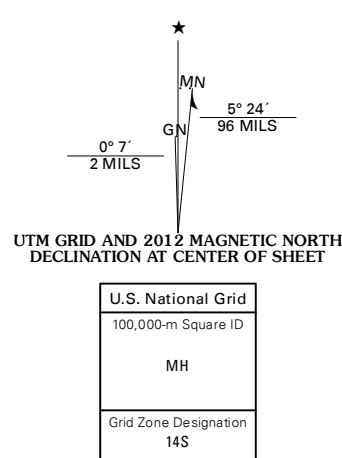 ★
MN
GN
5° 24´
96 MILS
0° 7´
2 MILS
UTM GRID AND 2012 MAGNETIC NORTH
DECLINATION AT CENTER OF SHEET
U.S. National Grid
100,000-m Square ID
MH
Grid Zone Designation
14S